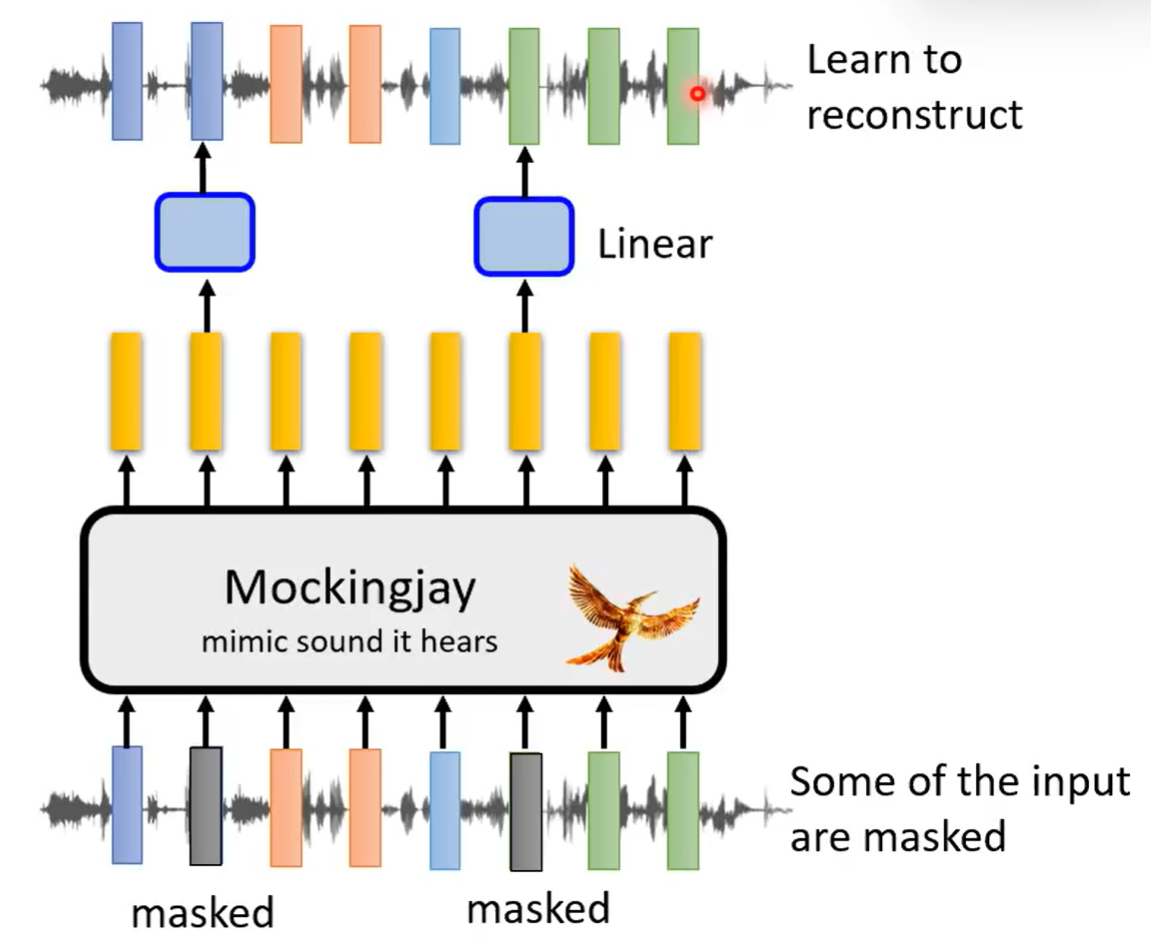 Learn to
reconstruct
Linear
Mockingjay
mimic sound it hears
Some of the input
are masked
masked
masked